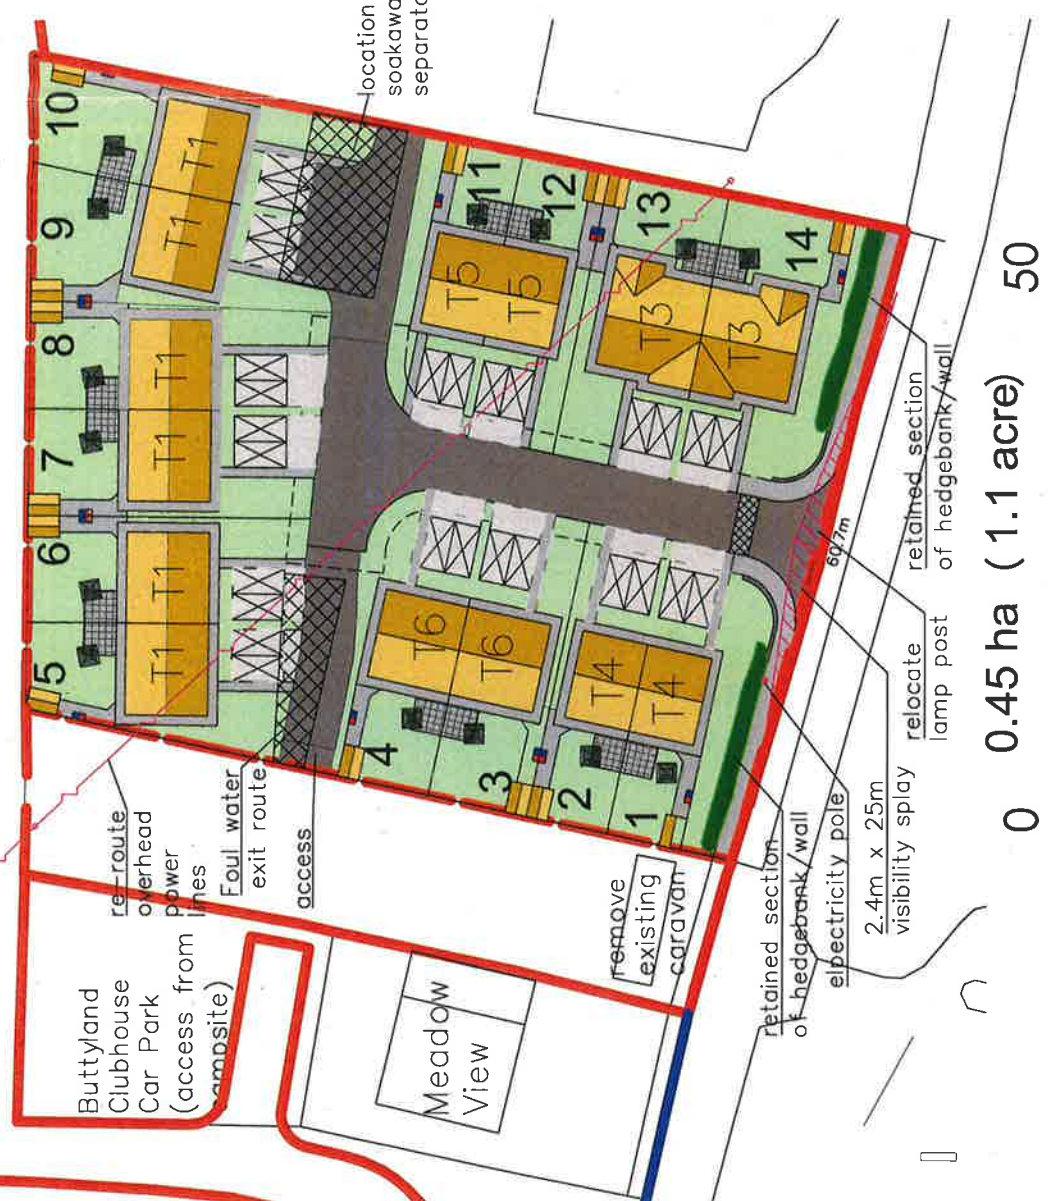 10
9
8
7
6
5
T1
T1
T1
T1
T1
T1
location
soakawa
separato
11
12
13
14
T5
T5
T3
T3
T6
T6
T4
T4
4
3
2
1
re-route
overhead
power
lines
Foul water
exit route
access
remove
existing
caravan
Buttyland
Clubhouse
Car Park
(access from
campsite)
Meadow
View
retained section
of hedgebank/wall
elpectricity pole
2.4m x 25m
visibility splay
relocate
lamp post
retained section
of hedgebank/wall
60.7m
0 0.45 ha ( 1.1 acre) 50